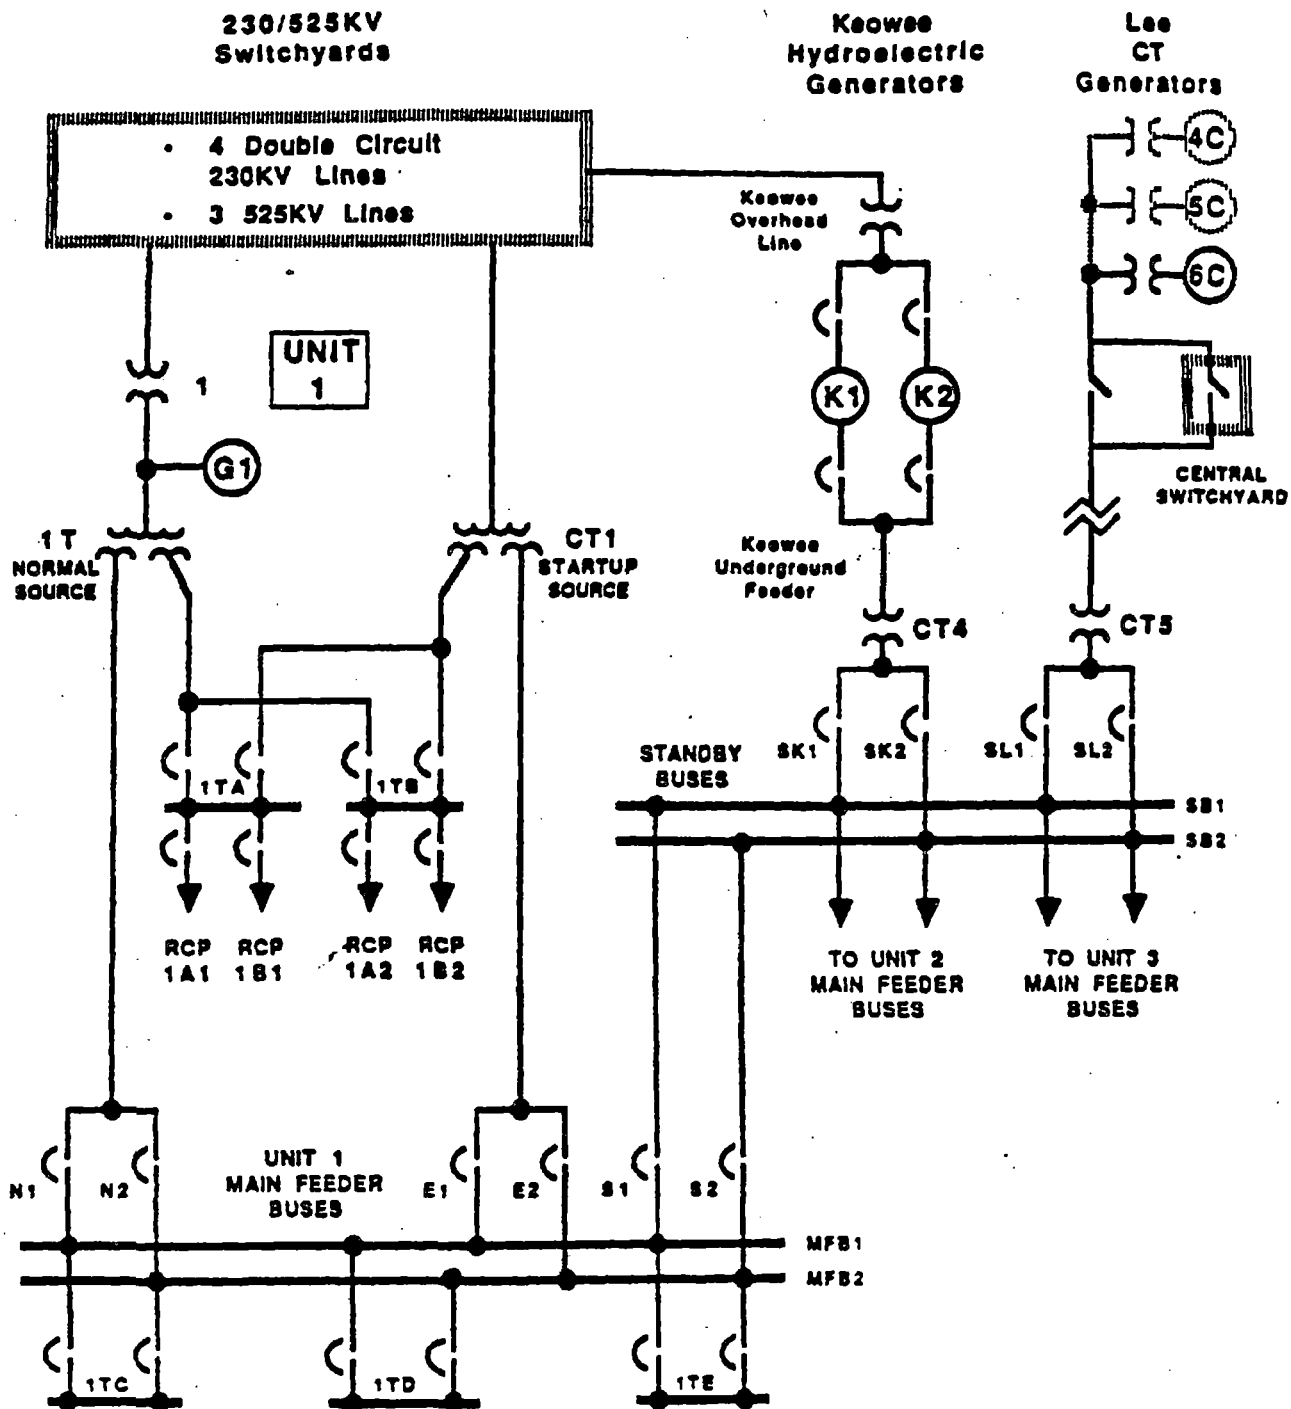 230/525KV
Switchyards
Keowee
Hydroelectric
Generators
Lee
CT
Generators
• 4 Double Circuit
230KV Lines
• 3 525KV Lines
4C
5C
6C
Keowee
Overhead
Line
UNIT
1
1
K1
K2
G1
CENTRAL
SWITCHYARD
1T
NORMAL
SOURCE
CT1
STARTUP
SOURCE
Keowee
Underground
Feeder
CT4
CT5
SK1
SK2
SL1
SL2
STANDBY
BUSES
1TA
1TB
SB1
SB2
RCP
1A1
RCP
1B1
RCP
1A2
RCP
1B2
TO UNIT 2
MAIN FEEDER
BUSES
TO UNIT 3
MAIN FEEDER
BUSES
UNIT 1
MAIN FEEDER
BUSES
N1
N2
E1
E2
S1
S2
MFB1
MFB2
1TC
1TD
1TE